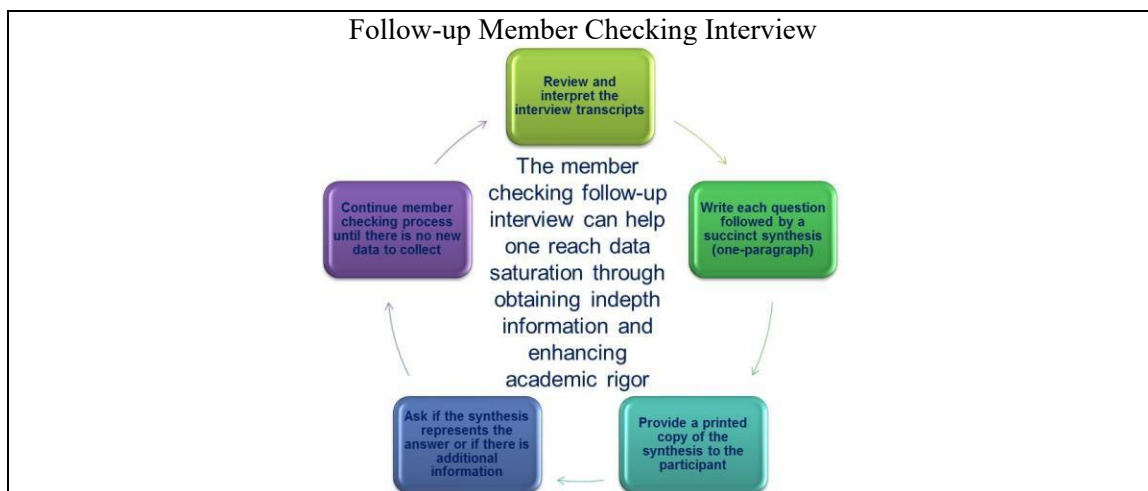 Follow-up Member Checking Interview
Review and
interpret the
interview transcripts
The member
checking follow-up
interview can help
one reach data
saturation through
obtaining indepth
information and
enhancing
academic rigor
Write each question
followed by a
succinct synthesis
(one-paragraph)
Provide a printed
copy of the
synthesis to the
participant
Ask if the synthesis
represents the
answer or if there is
additional
information
Continue member
checking process
until there is no new
data to collect